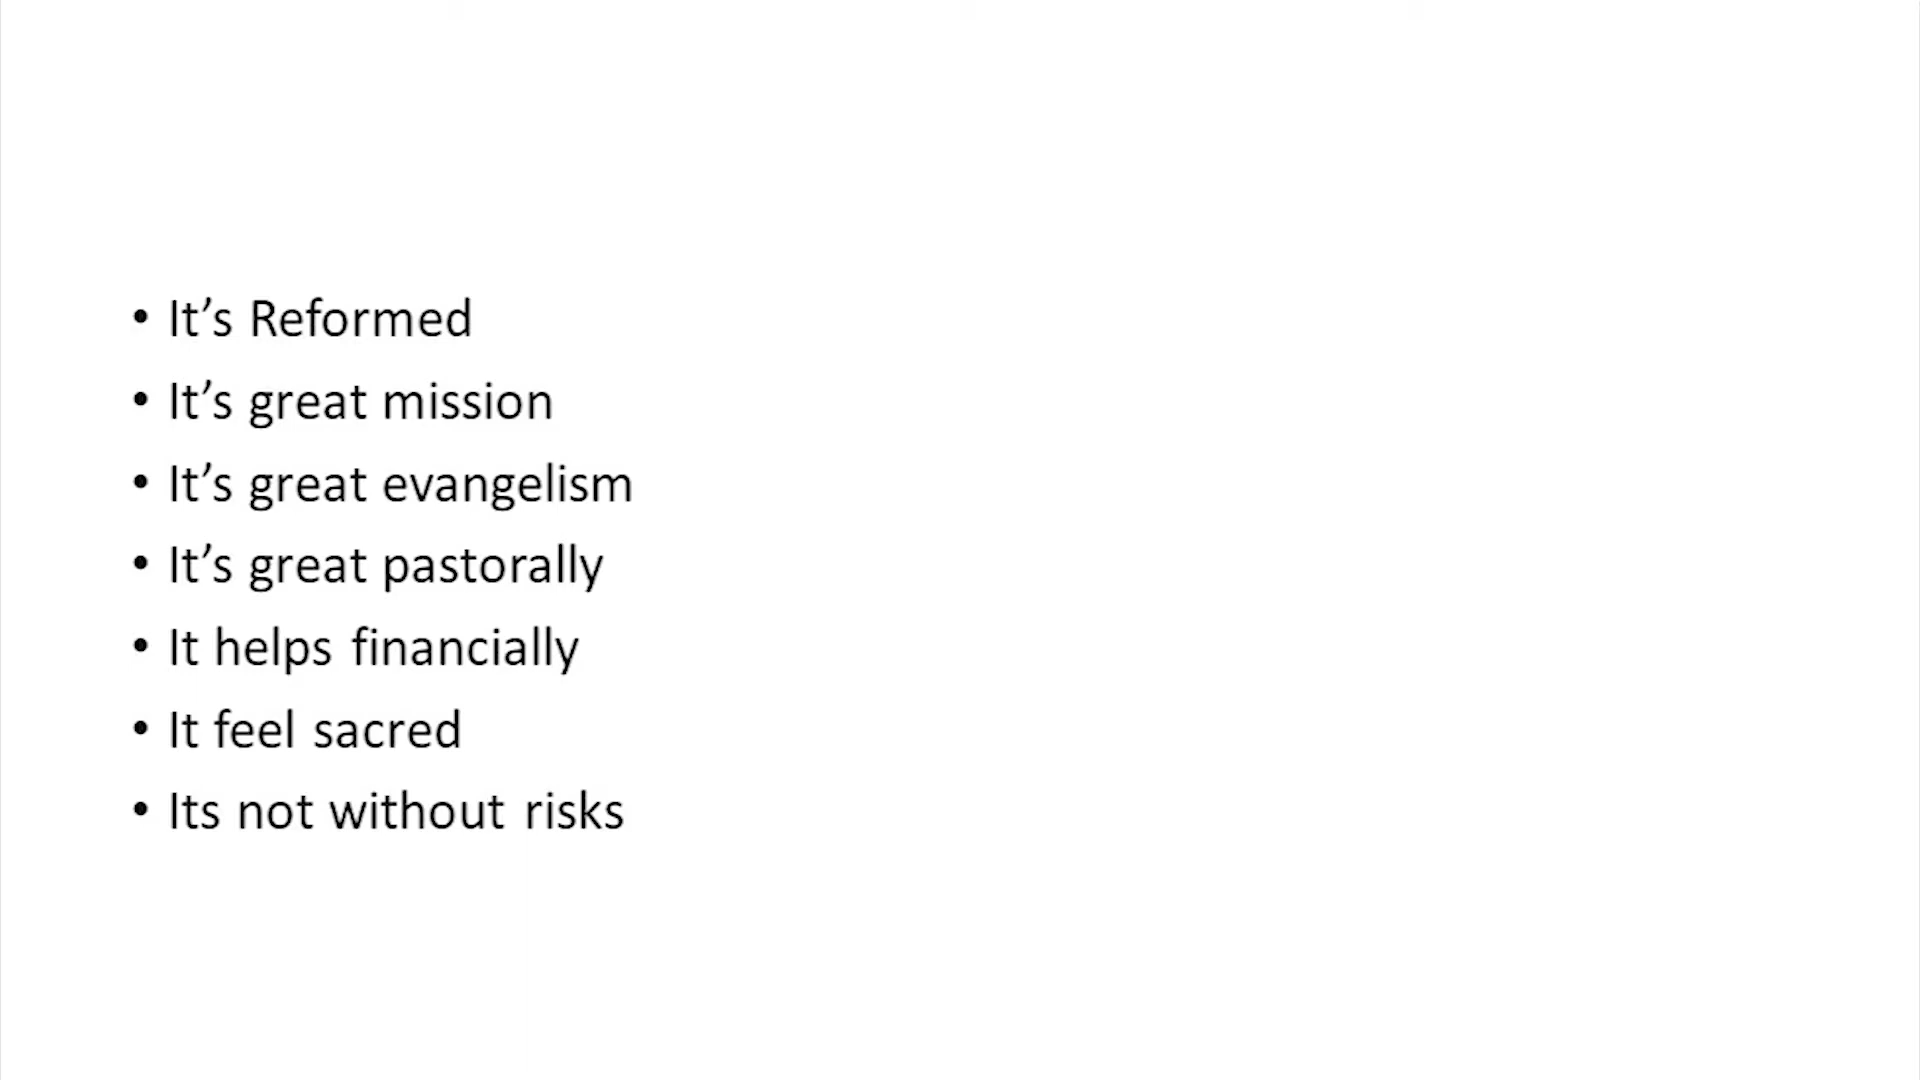 • It’s Reformed
• It’s great mission
• It’s great evangelism
• It’s great pastorally
• It helps financially
• It feel sacred
• Its not without risks